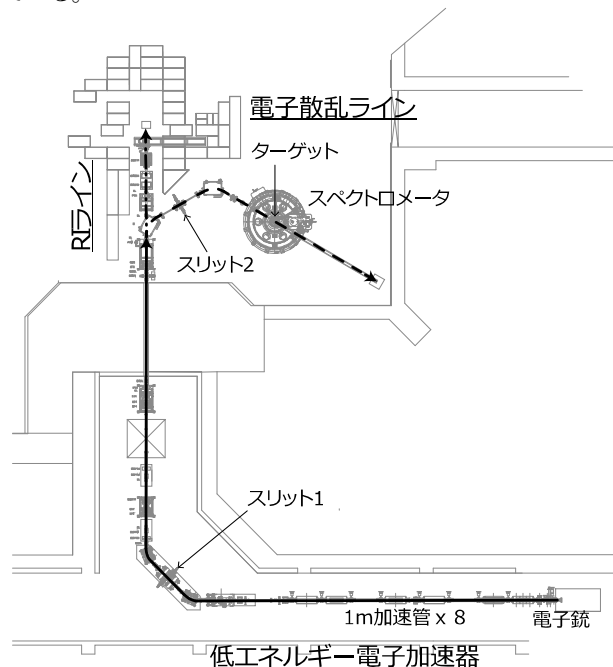 電子散乱ライン
ターゲット
スペクトロメータ
RIライン
スリット2
スリット1
1m加速管 x 8
電子銃
低エネルギー電子加速器